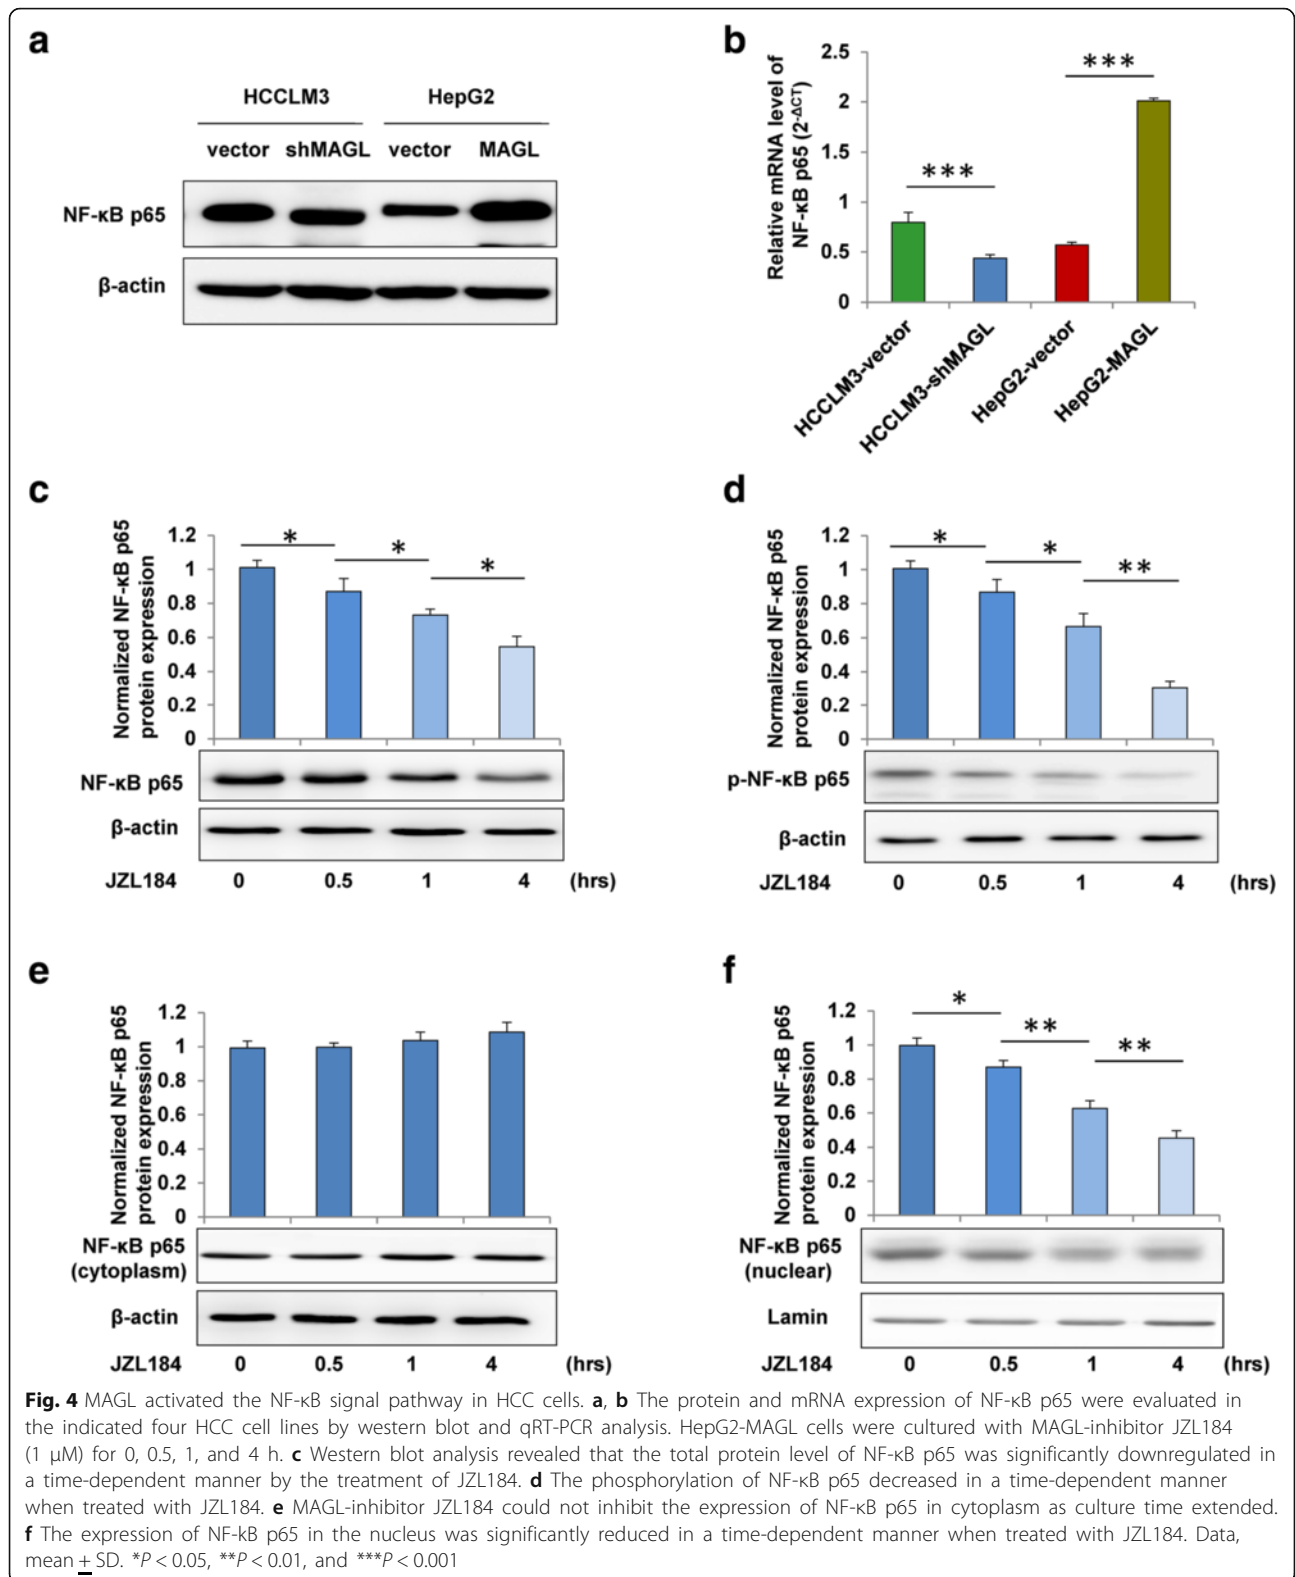 a
HCCLM3 HepG2
vector shMAGL vector MAGL
NF-κB p65
β-actin
b
Relative mRNA level of
NF-κB p65 (2-ΔCT)
2.5
2
1.5
1
0.5
0
***
***
HCCLM3-vector
HCCLM3-shMAGL
HepG2-vector
HepG2-MAGL
c
Normalized NF-κB p65
protein expression
1.2
1
0.8
0.6
0.4
0.2
0
*
*
*
NF-κB p65
β-actin
JZL184 0 0.5 1 4 (hrs)
d
Normalized NF-κB p65
protein expression
1.2
1
0.8
0.6
0.4
0.2
0
*
*
**
p-NF-κB p65
β-actin
JZL184 0 0.5 1 4 (hrs)
e
Normalized NF-κB p65
protein expression
1.2
1
0.8
0.6
0.4
0.2
0
NF-κB p65
(cytoplasm)
β-actin
JZL184 0 0.5 1 4 (hrs)
f
Normalized NF-κB p65
protein expression
1.2
1
0.8
0.6
0.4
0.2
0
*
**
**
NF-κB p65
(nuclear)
Lamin
JZL184 0 0.5 1 4 (hrs)
Fig. 4 MAGL activated the NF-κB signal pathway in HCC cells. a, b The protein and mRNA expression of NF-κB p65 were evaluated in
the indicated four HCC cell lines by western blot and qRT-PCR analysis. HepG2-MAGL cells were cultured with MAGL-inhibitor JZL184
(1 μM) for 0, 0.5, 1, and 4 h. c Western blot analysis revealed that the total protein level of NF-κB p65 was significantly downregulated in
a time-dependent manner by the treatment of JZL184. d The phosphorylation of NF-κB p65 decreased in a time-dependent manner
when treated with JZL184. e MAGL-inhibitor JZL184 could not inhibit the expression of NF-κB p65 in cytoplasm as culture time extended.
f The expression of NF-kB p65 in the nucleus was significantly reduced in a time-dependent manner when treated with JZL184. Data,
mean ± SD. *P < 0.05, **P < 0.01, and ***P < 0.001